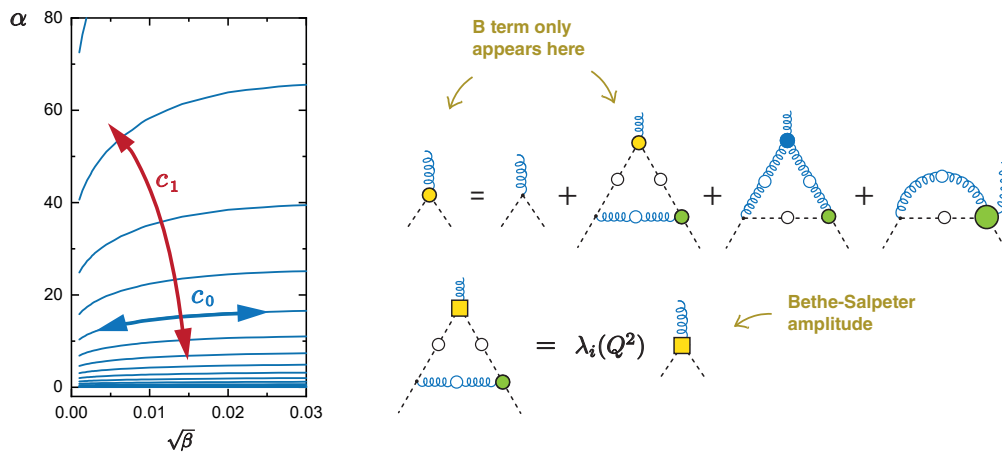 α
80
60
40
20
0
0.00
0.01
0.02
0.03
√β
c₁
c₀
B term only
appears here
= + + +
= λᵢ(Q²)
Bethe-Salpeter
amplitude